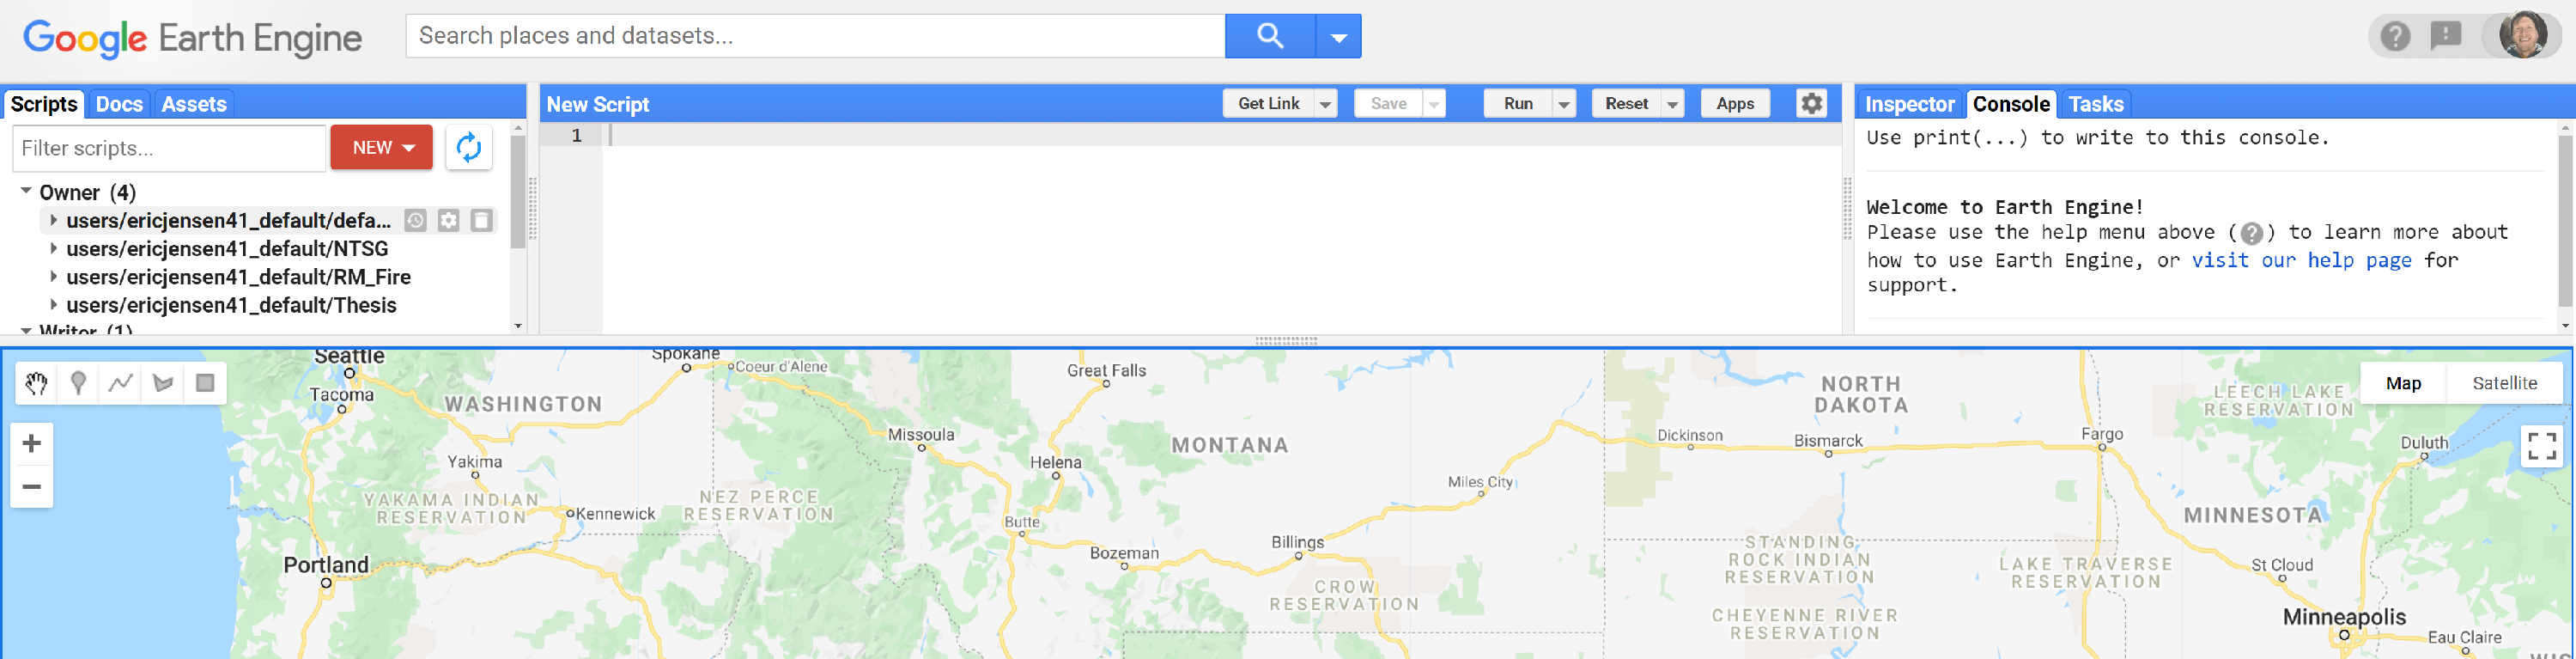 Google Earth Engine
Search places and datasets...
Scripts Docs Assets
Filter scripts...
NEW
Owner (4)
users/ericjensen41_default/defa...
users/ericjensen41_default/NTSG
users/ericjensen41_default/RM_Fire
users/ericjensen41_default/Thesis
Writer (1)
New Script
Get Link
Save
Run
Reset
Apps
1
Inspector Console Tasks
Use print(...) to write to this console.
Welcome to Earth Engine!
Please use the help menu above (?) to learn more about
how to use Earth Engine, or visit our help page for
support.
Map
Satellite
Seattle
Tacoma
WASHINGTON
Spokane
Coeur d'Alene
Great Falls
NORTH
DAKOTA
LEECH LAKE
RESERVATION
Missoula
MONTANA
Dickinson
Bismarck
Fargo
Duluth
Yakima
Helena
Miles City
YAKAMA INDIAN
RESERVATION
Kennewick
NEZ PERCE
RESERVATION
Butte
MINNESOTA
Portland
Bozeman
Billings
STANDING
ROCK INDIAN
RESERVATION
LAKE TRAVERSE
RESERVATION
St Cloud
CROW
RESERVATION
CHEYENNE RIVER
RESERVATION
Minneapolis
Eau Claire